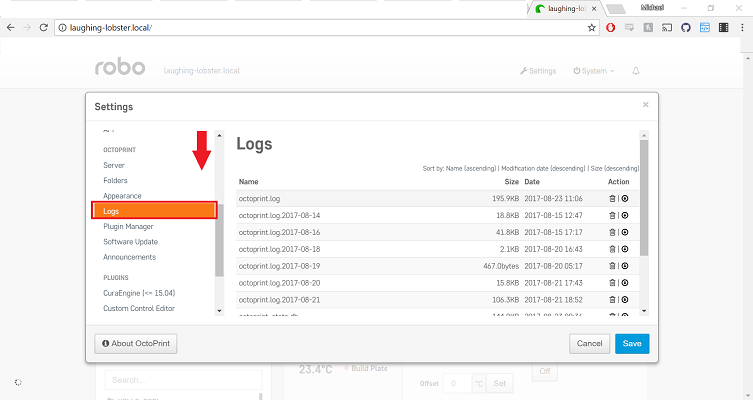 Michael
laughing-lob
laughing-lobster.local/
robo
laughing-lobster.local
Settings
System
Settings
×
API
OCTOPRINT
Server
Folders
Appearance
Logs
Plugin Manager
Software Update
Announcements
PLUGINS
CuraEngine (<= 15.04)
Custom Control Editor
Logs
Sort by: Name (ascending) | Modification date (descending) | Size (descending)
Name Size Date Action
octoprint.log 195.9KB 2017-08-23 11:06 |
octoprint.log.2017-08-14 18.8KB 2017-08-15 12:47 |
octoprint.log.2017-08-16 41.8KB 2017-08-15 17:17 |
octoprint.log.2017-08-18 2.1KB 2017-08-20 16:43 |
octoprint.log.2017-08-19 467.0bytes 2017-08-20 05:17 |
octoprint.log.2017-08-20 15.8KB 2017-08-21 17:43 |
octoprint.log.2017-08-21 106.3KB 2017-08-21 18:52 |
About OctoPrint
Cancel
Save
23.4°C
Build Plate
Offset
0
°C
Set
Off
Search...